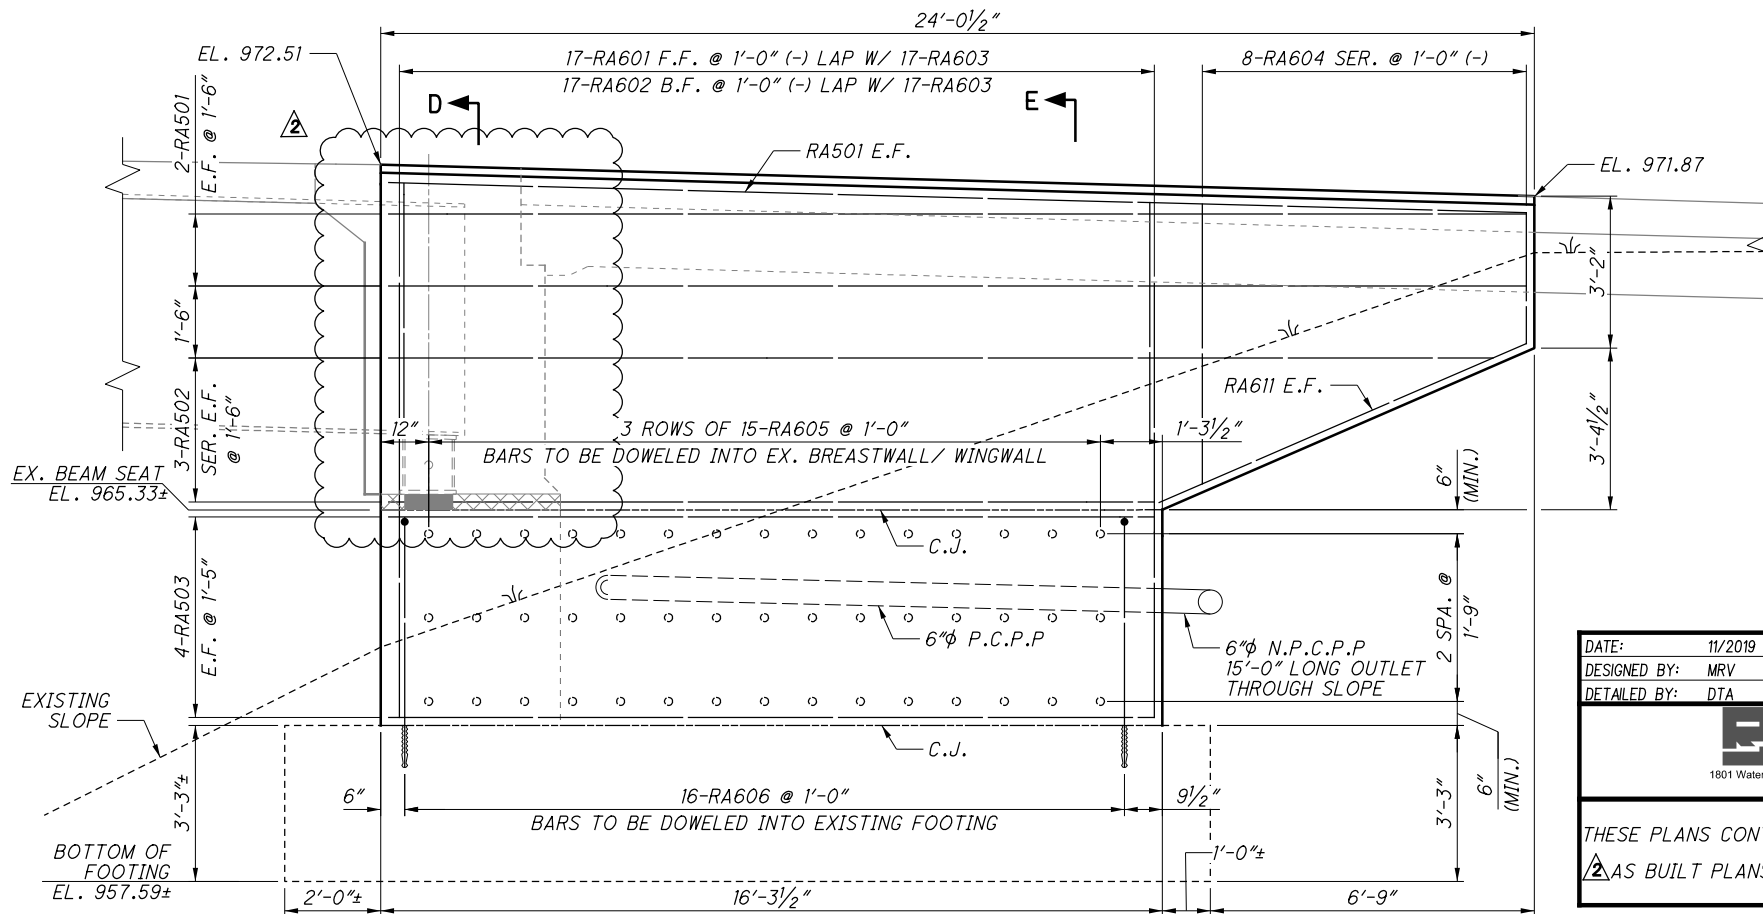 24'-0½"
EL. 972.51
17-RA601 F.F. @ 1'-0" (-) LAP W/ 17-RA603
17-RA602 B.F. @ 1'-0" (-) LAP W/ 17-RA603
8-RA604 SER. @ 1'-0" (-)
2-RA501
E.F. @ 1'-6"
2
D
E
RA501 E.F.
EL. 971.87
3'-2"
1'-6"
3-RA502
SER. E.F.
@ 1'-6"
RA611 E.F.
3'-4½"
12"
3 ROWS OF 15-RA605 @ 1'-0"
1'-3½"
BARS TO BE DOWELED INTO EX. BREASTWALL/ WINGWALL
EX. BEAM SEAT
EL. 965.33±
6"
(MIN.)
C.J.
4-RA503
E.F. @ 1'-5"
2 SPA. @
1'-9"
6"ϕ P.C.P.P
6"ϕ N.P.C.P.P
15'-0" LONG OUTLET
THROUGH SLOPE
EXISTING
SLOPE
C.J.
3'-3"±
6"
16-RA606 @ 1'-0"
9½"
BARS TO BE DOWELED INTO EXISTING FOOTING
3'-3"
6"
(MIN.)
BOTTOM OF
FOOTING
EL. 957.59±
1'-0"±
2'-0"±
16'-3½"
6'-9"
DATE: 11/2019
DESIGNED BY: MRV
DETAILED BY: DTA
1801 Water
THESE PLANS CON
2 AS BUILT PLANS